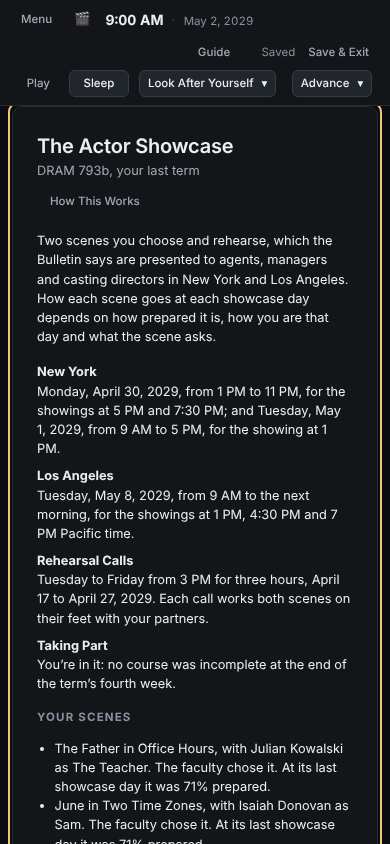 Menu 🎬 9:00 AM · May 2, 2029
Guide Saved Save & Exit
Play Sleep Look After Yourself ▾ Advance ▾
The Actor Showcase
DRAM 793b, your last term
How This Works
Two scenes you choose and rehearse, which the
Bulletin says are presented to agents, managers
and casting directors in New York and Los Angeles.
How each scene goes at each showcase day
depends on how prepared it is, how you are that
day and what the scene asks.
New York
Monday, April 30, 2029, from 1 PM to 11 PM, for the
showings at 5 PM and 7:30 PM; and Tuesday, May
1, 2029, from 9 AM to 5 PM, for the showing at 1
PM.
Los Angeles
Tuesday, May 8, 2029, from 9 AM to the next
morning, for the showings at 1 PM, 4:30 PM and 7
PM Pacific time.
Rehearsal Calls
Tuesday to Friday from 3 PM for three hours, April
17 to April 27, 2029. Each call works both scenes on
their feet with your partners.
Taking Part
You’re in it: no course was incomplete at the end of
the term’s fourth week.
YOUR SCENES
• The Father in Office Hours, with Julian Kowalski
as The Teacher. The faculty chose it. At its last
showcase day it was 71% prepared.
• June in Two Time Zones, with Isaiah Donovan as
Sam. The faculty chose it. At its last showcase
day it was 71% prepared.